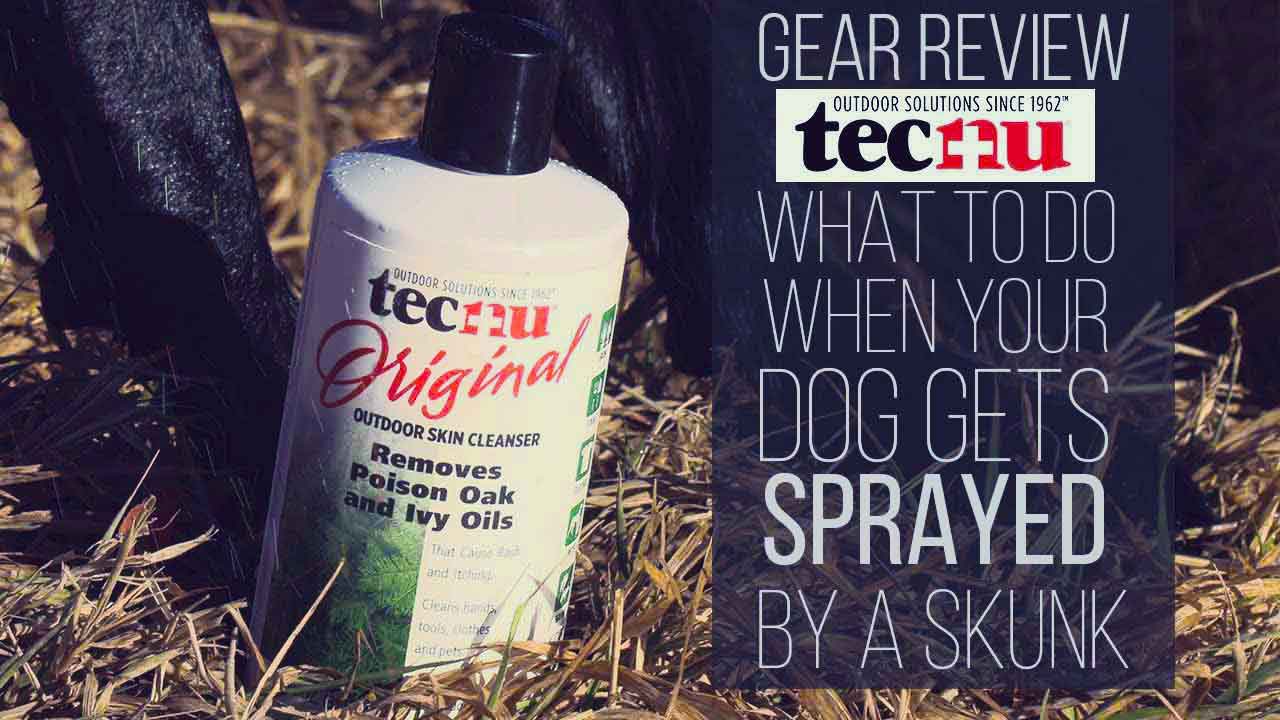 OUTDOOR SOLUTIONS SINCE 1962™
tecnu
Original
OUTDOOR SKIN CLEANSER
Removes
Poison Oak
and Ivy Oils
That Cause Rash
and Itching.
Cleans hands,
tools, clothes
and pets.
GEAR REVIEW
OUTDOOR SOLUTIONS SINCE 1962™
tecnu
WHAT TO DO
WHEN YOUR
DOG GETS
SPRAYED
BY A SKUNK